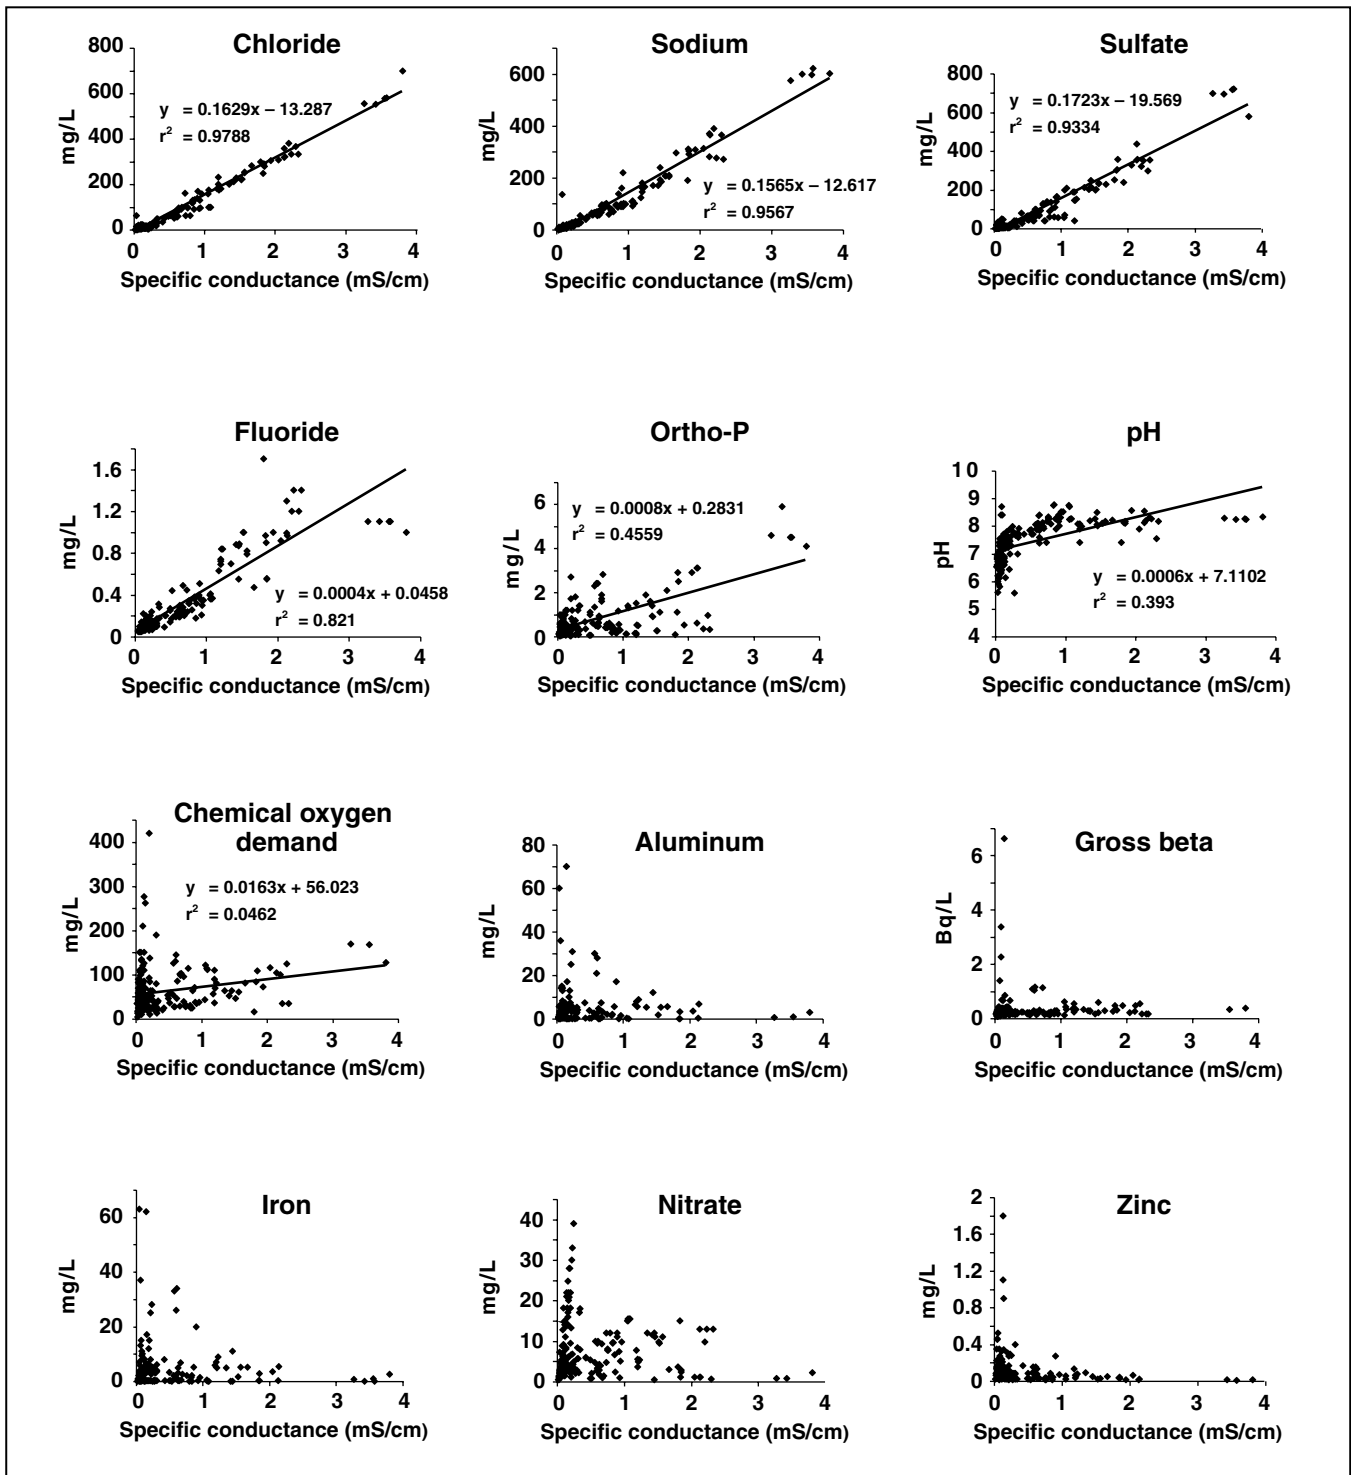 Chloride
800
600
400
200
0
mg/L
y = 0.1629x – 13.287
r² = 0.9788
0 1 2 3 4
Specific conductance (mS/cm)
Sodium
600
400
200
0
mg/L
y = 0.1565x – 12.617
r² = 0.9567
0 1 2 3 4
Specific conductance (mS/cm)
Sulfate
800
600
400
200
0
mg/L
y = 0.1723x – 19.569
r² = 0.9334
0 1 2 3 4
Specific conductance (mS/cm)
Fluoride
1.6
1.2
0.8
0.4
0
mg/L
y = 0.0004x + 0.0458
r² = 0.821
0 1 2 3 4
Specific conductance (mS/cm)
Ortho-P
6
4
2
0
mg/L
y = 0.0008x + 0.2831
r² = 0.4559
0 1 2 3 4
Specific conductance (mS/cm)
pH
10
9
8
7
6
5
4
pH
y = 0.0006x + 7.1102
r² = 0.393
0 1 2 3 4
Specific conductance (mS/cm)
Chemical oxygen
demand
400
300
200
100
0
mg/L
y = 0.0163x + 56.023
r² = 0.0462
0 1 2 3 4
Specific conductance (mS/cm)
Aluminum
80
60
40
20
0
mg/L
0 1 2 3 4
Specific conductance (mS/cm)
Gross beta
6
4
2
0
Bq/L
0 1 2 3 4
Specific conductance (mS/cm)
Iron
60
40
20
0
mg/L
0 1 2 3 4
Specific conductance (mS/cm)
Nitrate
40
30
20
10
0
mg/L
0 1 2 3 4
Specific conductance (mS/cm)
Zinc
2
1.6
1.2
0.8
0.4
0
mg/L
0 1 2 3 4
Specific conductance (mS/cm)